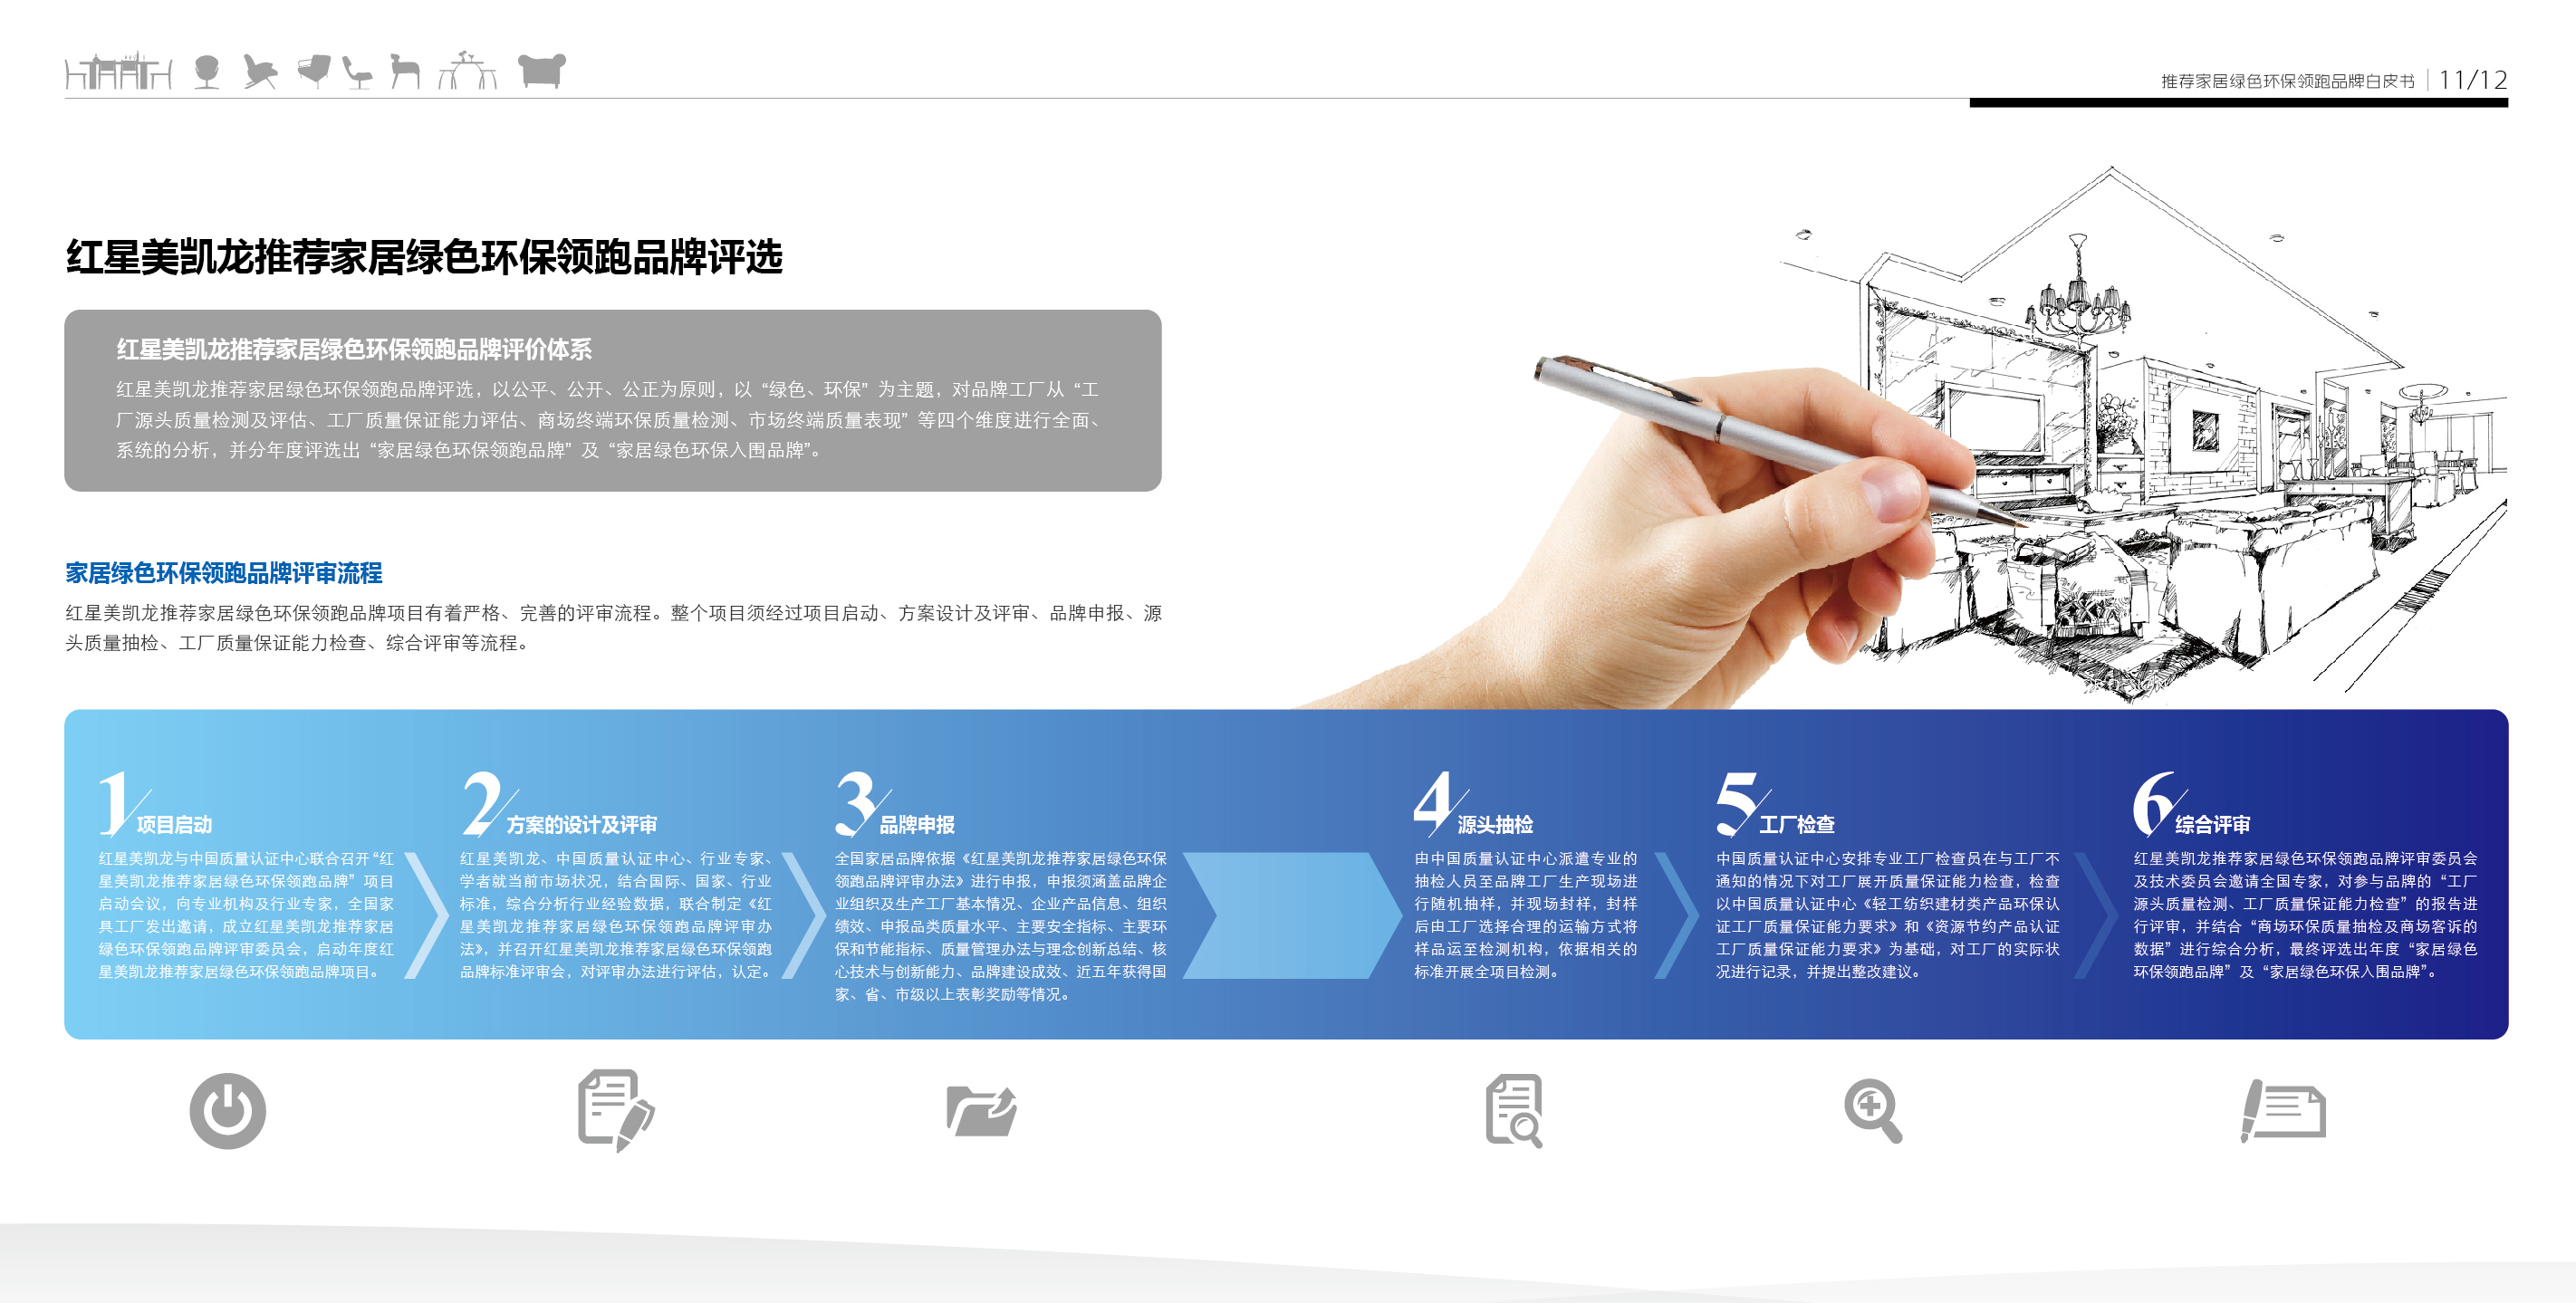 推荐家居绿色环保领跑品牌白皮书 11/12
红星美凯龙推荐家居绿色环保领跑品牌评选
红星美凯龙推荐家居绿色环保领跑品牌评价体系
红星美凯龙推荐家居绿色环保领跑品牌评选，以公平、公开、公正为原则，以“绿色、环保”为主题，对品牌工厂从“工
厂源头质量检测及评估、工厂质量保证能力评估、商场终端环保质量检测、市场终端质量表现”等四个维度进行全面、
系统的分析，并分年度评选出“家居绿色环保领跑品牌”及“家居绿色环保入围品牌”。
家居绿色环保领跑品牌评审流程
红星美凯龙推荐家居绿色环保领跑品牌项目有着严格、完善的评审流程。整个项目须经过项目启动、方案设计及评审、品牌申报、源
头质量抽检、工厂质量保证能力检查、综合评审等流程。
1 项目启动
红星美凯龙与中国质量认证中心联合召开“红
星美凯龙推荐家居绿色环保领跑品牌”项目
启动会议，向专业机构及行业专家，全国家
具工厂发出邀请，成立红星美凯龙推荐家居
绿色环保领跑品牌评审委员会，启动年度红
星美凯龙推荐家居绿色环保领跑品牌项目。
2 方案的设计及评审
红星美凯龙、中国质量认证中心、行业专家、
学者就当前市场状况，结合国际、国家、行业
标准，综合分析行业经验数据，联合制定《红
星美凯龙推荐家居绿色环保领跑品牌评审办
法》，并召开红星美凯龙推荐家居绿色环保领跑
品牌标准评审会，对评审办法进行评估，认定。
3 品牌申报
全国家居品牌依据《红星美凯龙推荐家居绿色环保
领跑品牌评审办法》进行申报，申报须涵盖品牌企
业组织及生产工厂基本情况、企业产品信息、组织
绩效、申报品类质量水平、主要安全指标、主要环
保和节能指标、质量管理办法与理念创新总结、核
心技术与创新能力、品牌建设成效、近五年获得国
家、省、市级以上表彰奖励等情况。
4 源头抽检
由中国质量认证中心派遣专业的
抽检人员至品牌工厂生产现场进
行随机抽样，并现场封样，封样
后由工厂选择合理的运输方式将
样品运至检测机构，依据相关的
标准开展全项目检测。
5 工厂检查
中国质量认证中心安排专业工厂检查员在与工厂不
通知的情况下对工厂展开质量保证能力检查，检查
以中国质量认证中心《轻工纺织建材类产品环保认
证工厂质量保证能力要求》和《资源节约产品认证
工厂质量保证能力要求》为基础，对工厂的实际状
况进行记录，并提出整改建议。
6 综合评审
红星美凯龙推荐家居绿色环保领跑品牌评审委员会
及技术委员会邀请全国专家，对参与品牌的“工厂
源头质量检测、工厂质量保证能力检查”的报告进
行评审，并结合“商场环保质量抽检及商场客诉的
数据”进行综合分析，最终评选出年度“家居绿色
环保领跑品牌”及“家居绿色环保入围品牌”。